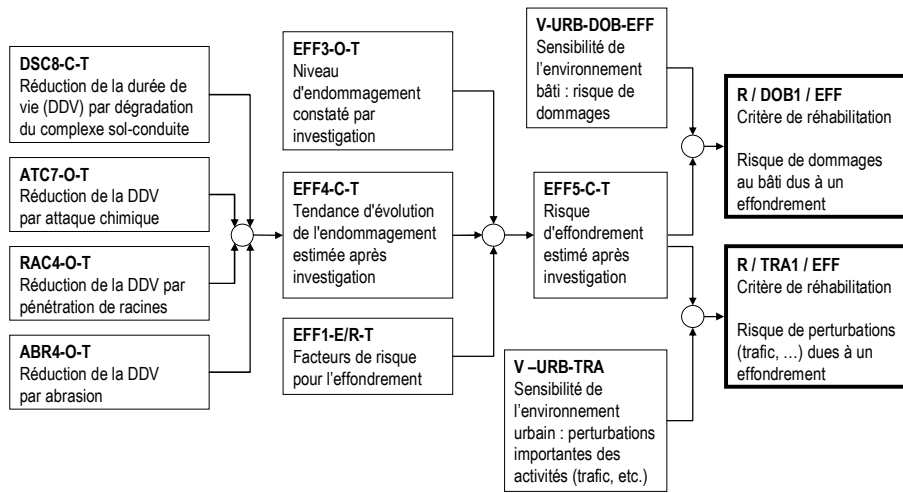 DSC8-C-T
Réduction de la durée de
vie (DDV) par dégradation
du complexe sol-conduite
ATC7-O-T
Réduction de la DDV
par attaque chimique
RAC4-O-T
Réduction de la DDV par
pénétration de racines
ABR4-O-T
Réduction de la DDV
par abrasion
EFF3-O-T
Niveau
d'endommagement
constaté par
investigation
EFF4-C-T
Tendance d'évolution
de l'endommagement
estimée après
investigation
EFF1-E/R-T
Facteurs de risque
pour l’effondrement
V-URB-DOB-EFF
Sensibilité de
l’environnement
bâti : risque de
dommages
EFF5-C-T
Risque
d'effondrement
estimé après
investigation
V –URB-TRA
Sensibilité de
l’environnement
urbain : perturbations
importantes des
activités (trafic, etc.)
R / DOB1 / EFF
Critère de réhabilitation
Risque de dommages
au bâti dus à un
effondrement
R / TRA1 / EFF
Critère de réhabilitation
Risque de perturbations
(trafic, …) dues à un
effondrement